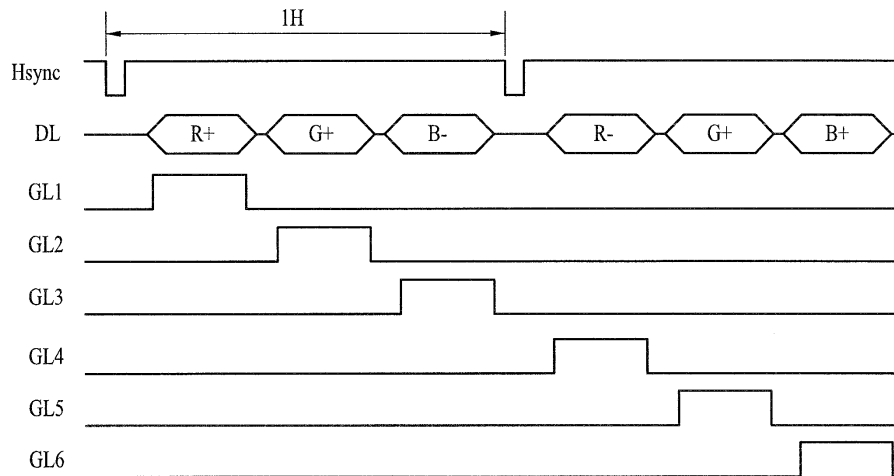 1H
Hsync
DL R+ G+ B- R- G+ B+
GL1
GL2
GL3
GL4
GL5
GL6